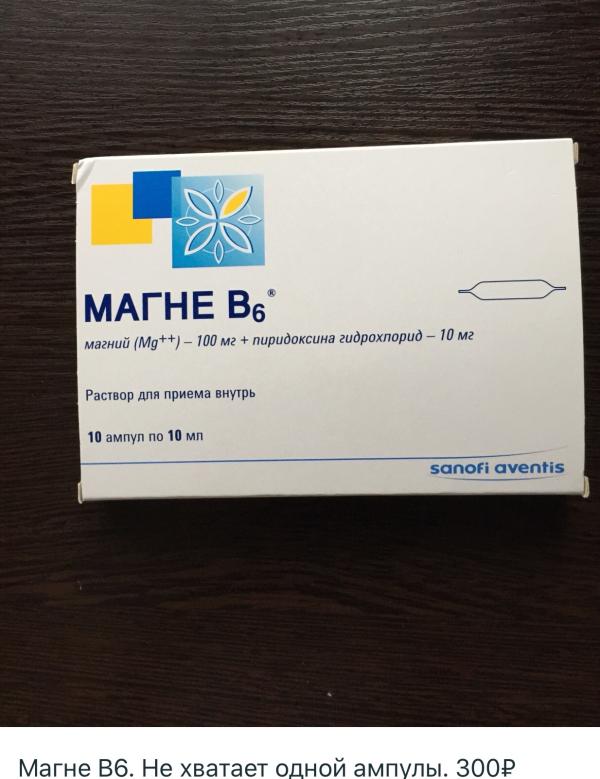 МАГНЕ В6®
магний (Mg++) – 100 мг + пиридоксина гидрохлорид – 10 мг
Раствор для приема внутрь
10 ампул по 10 мл
sanofi aventis
Магне В6. Не хватает одной ампулы. 300₽